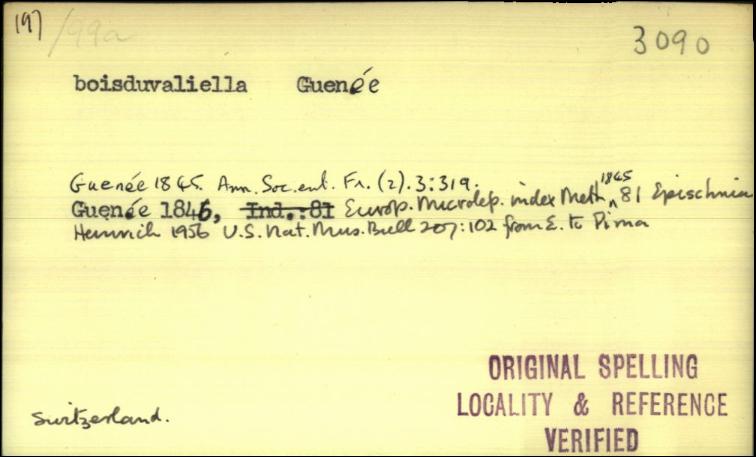 197 /99a
3090
boisduvaliella Guenée
Guenée 1845. Ann. Soc. ent. Fr. (2). 3:319.
Guenée 1846, Ind.:81 Europ. Microlep. index Meth 1845 81 Epischnia
Heinrich 1956 U.S. Nat. Mus. Bull 207:102 from E. to Pima
ORIGINAL SPELLING
LOCALITY & REFERENCE
VERIFIED
Switzerland.